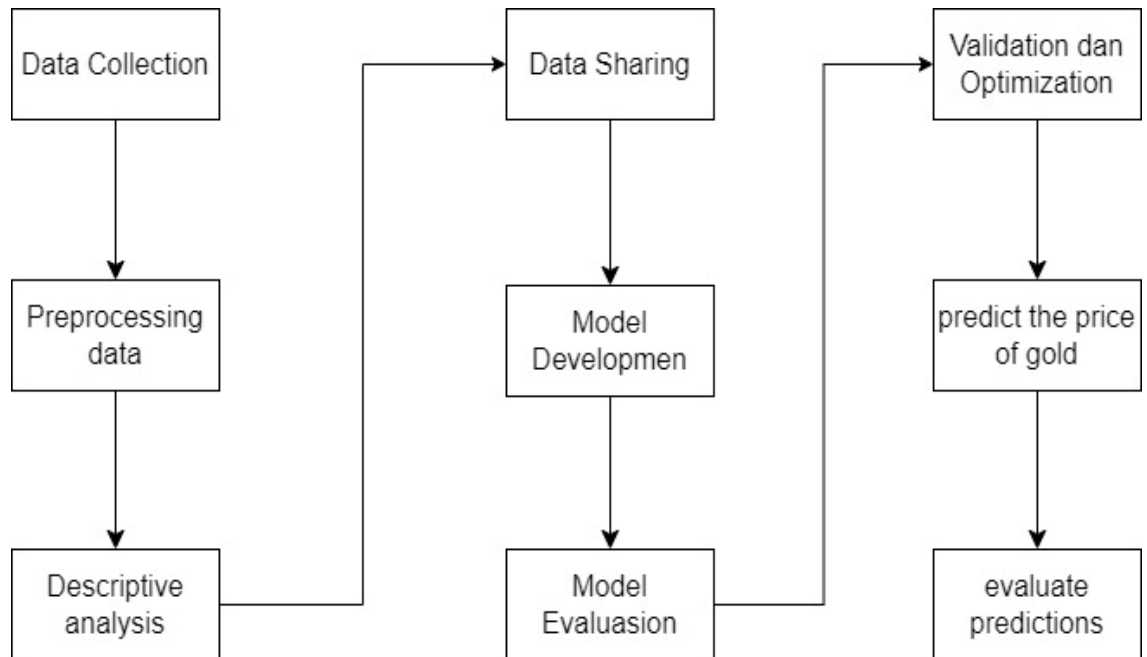 Data Collection
Preprocessing
data
Descriptive
analysis
Data Sharing
Model
Developmen
Model
Evaluasion
Validation dan
Optimization
predict the price
of gold
evaluate
predictions